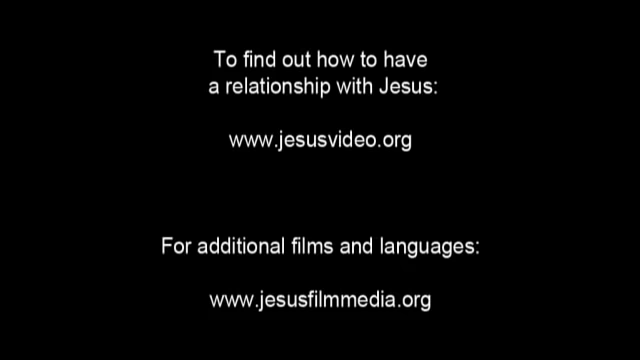 To find out how to have
a relationship with Jesus:
www.jesusvideo.org
For additional films and languages:
www.jesusfilmmedia.org